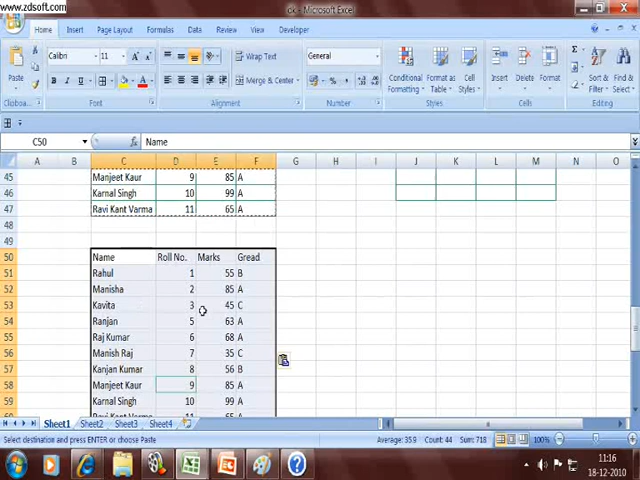 www.zdsoft.com
ck - Microsoft Excel
Home Insert Page Layout Formulas Data Review View Developer
Paste
Calibri 11
Wrap Text
Merge & Center
General
Conditional Formatting
Format as Table
Cell Styles
Insert Delete Format
Sort & Filter
Find & Select
Clipboard Font Alignment Number Styles Cells Editing
C50 fx Name
A B C D E F G H I J K L M N O
45 Manjeet Kaur 9 85 A
46 Karnal Singh 10 99 A
47 Ravi Kant Varma 11 65 A
48
49
50 Name Roll No. Marks Gread
51 Rahul 1 55 B
52 Manisha 2 85 A
53 Kavita 3 45 C
54 Ranjan 5 63 A
55 Raj Kumar 6 68 A
56 Manish Raj 7 35 C
57 Kanjan Kumar 8 56 B
58 Manjeet Kaur 9 85 A
59 Karnal Singh 10 99 A
60 Ravi Kant Varma 11 65 A
Sheet1 Sheet2 Sheet3 Sheet4
Select destination and press ENTER or choose Paste Average: 35.9 Count: 44 Sum: 718 100%
11:16
18-12-2010